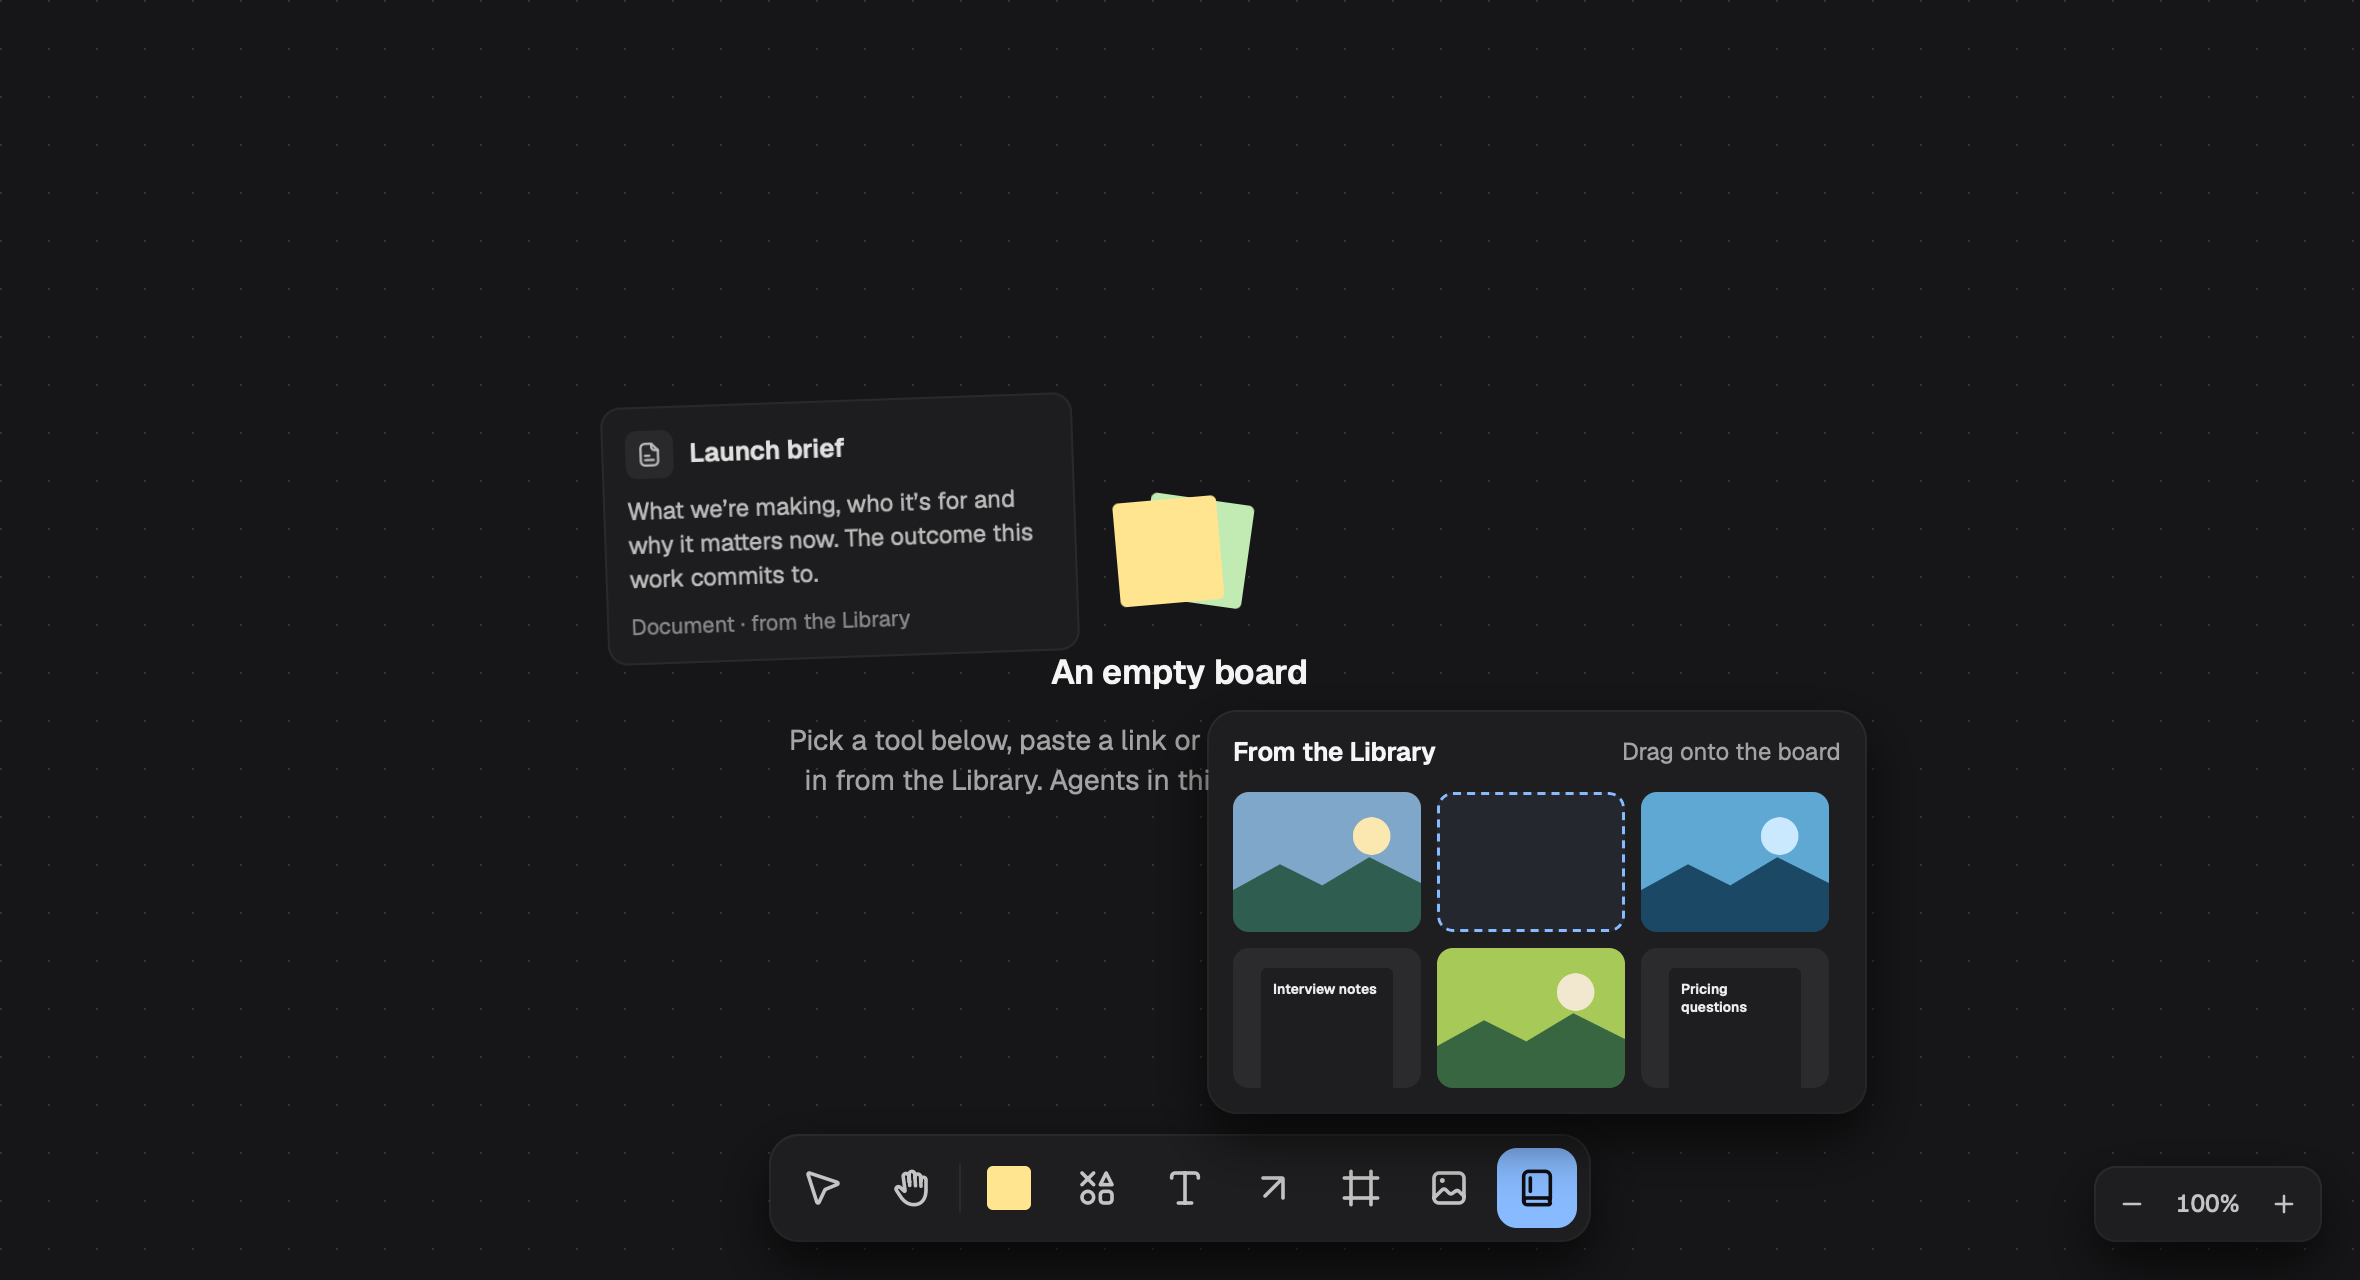 Launch brief
What we’re making, who it’s for and
why it matters now. The outcome this
work commits to.
Document · from the Library
An empty board
Pick a tool below, paste a link or
in from the Library. Agents in thi
From the Library
Drag onto the board
Interview notes
Pricing
questions
100%